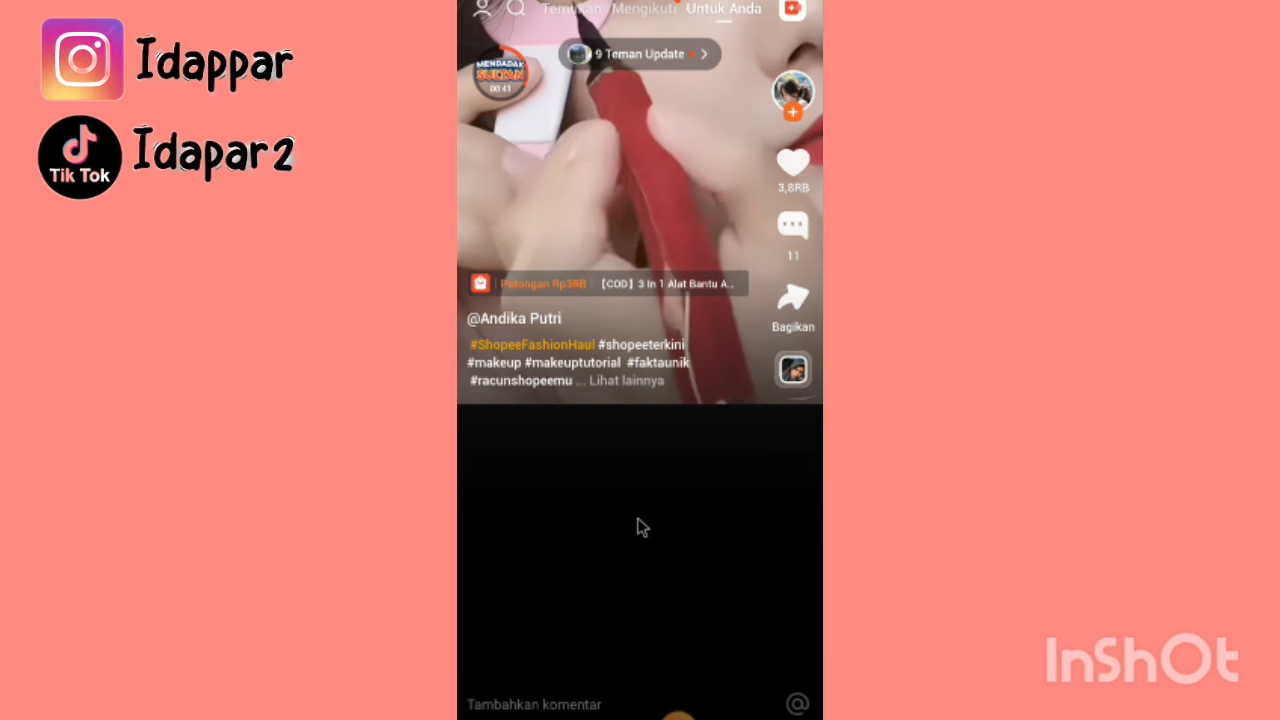 Idappar
Tik Tok
Idapar2
Temukan Mengikuti Untuk Anda
9 Teman Update
MENDADAK
SULTAN
00:41
3,8RB
11
Bagikan
Potongan Rp3RB | 【COD】3 in 1 Alat Bantu A..
@Andika Putri
#ShopeeFashionHaul #shopeeterkini
#makeup #makeuptutorial #faktaunik
#racunshopeemu ... Lihat lainnya
Tambahkan komentar
@
InShOt